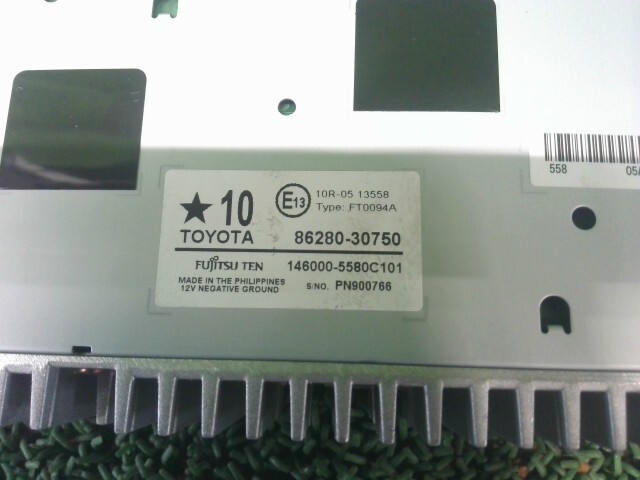 ★10 E13 10R-05 13558
Type: FT0094A
TOYOTA 86280-30750
FUJITSU TEN 146000-5580C101
MADE IN THE PHILIPPINES
12V NEGATIVE GROUND S/NO. PN900766
558 05A